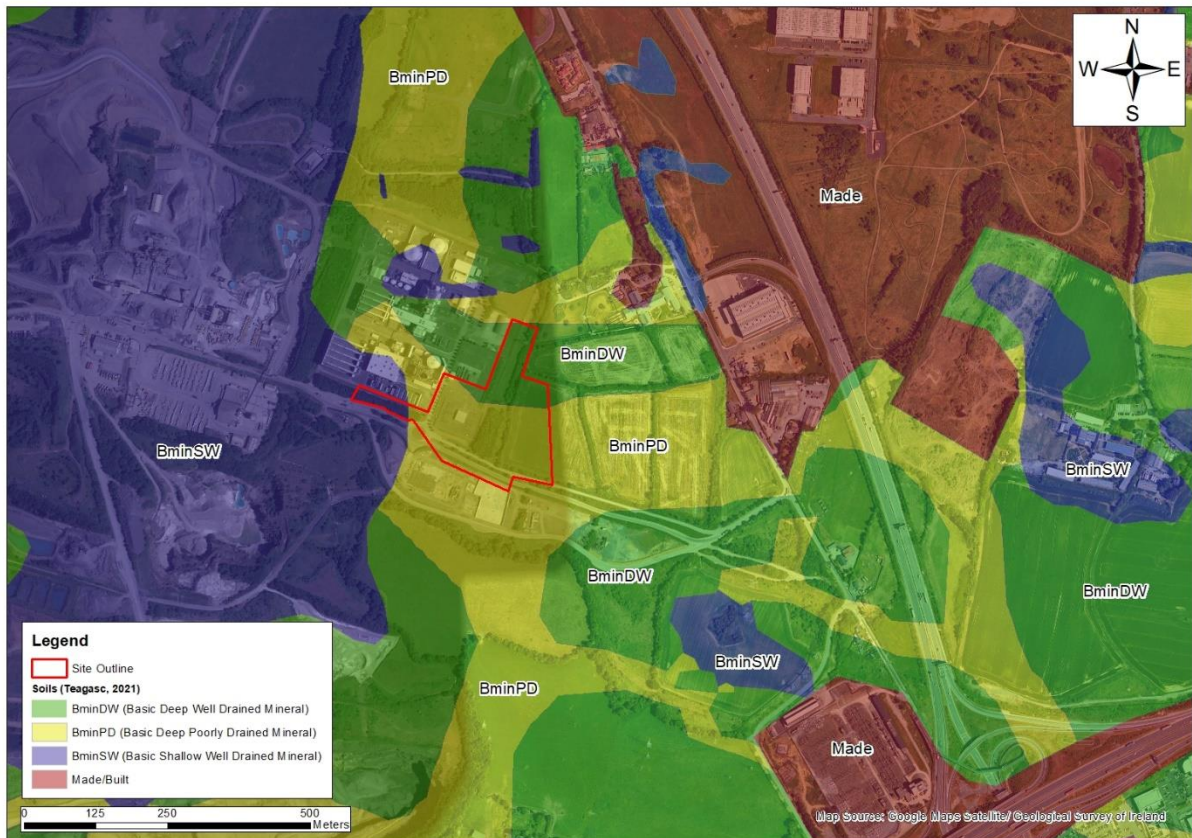 N
W E
S
BminPD
Made
BminDW
BminPD
BminSW
BminSW
BminDW
BminDW
BminSW
BminPD
Made
Legend
Site Outline
Soils (Teagasc, 2021)
BminDW (Basic Deep Well Drained Mineral)
BminPD (Basic Deep Poorly Drained Mineral)
BminSW (Basic Shallow Well Drained Mineral)
Made/Built
0 125 250 500
Meters
Map Source: Google Maps Satellite/ Geological Survey of Ireland